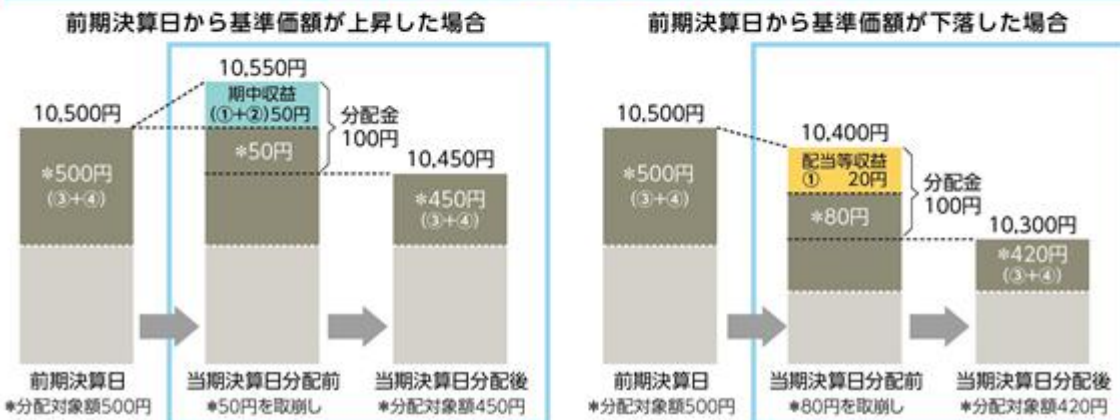 前期決算日から基準価額が上昇した場合
10,550円
10,500円
期中収益
(①+②)50円
分配金
100円
*500円
(③+④)
*50円
10,450円
*450円
(③+④)
前期決算日
*分配対象額500円
当期決算日分配前
*50円を取崩し
当期決算日分配後
*分配対象額450円
前期決算日から基準価額が下落した場合
10,500円
10,400円
*500円
(③+④)
配当等収益
① 20円
分配金
100円
*80円
10,300円
*420円
(③+④)
前期決算日
*分配対象額500円
当期決算日分配前
*80円を取崩し
当期決算日分配後
*分配対象額420円